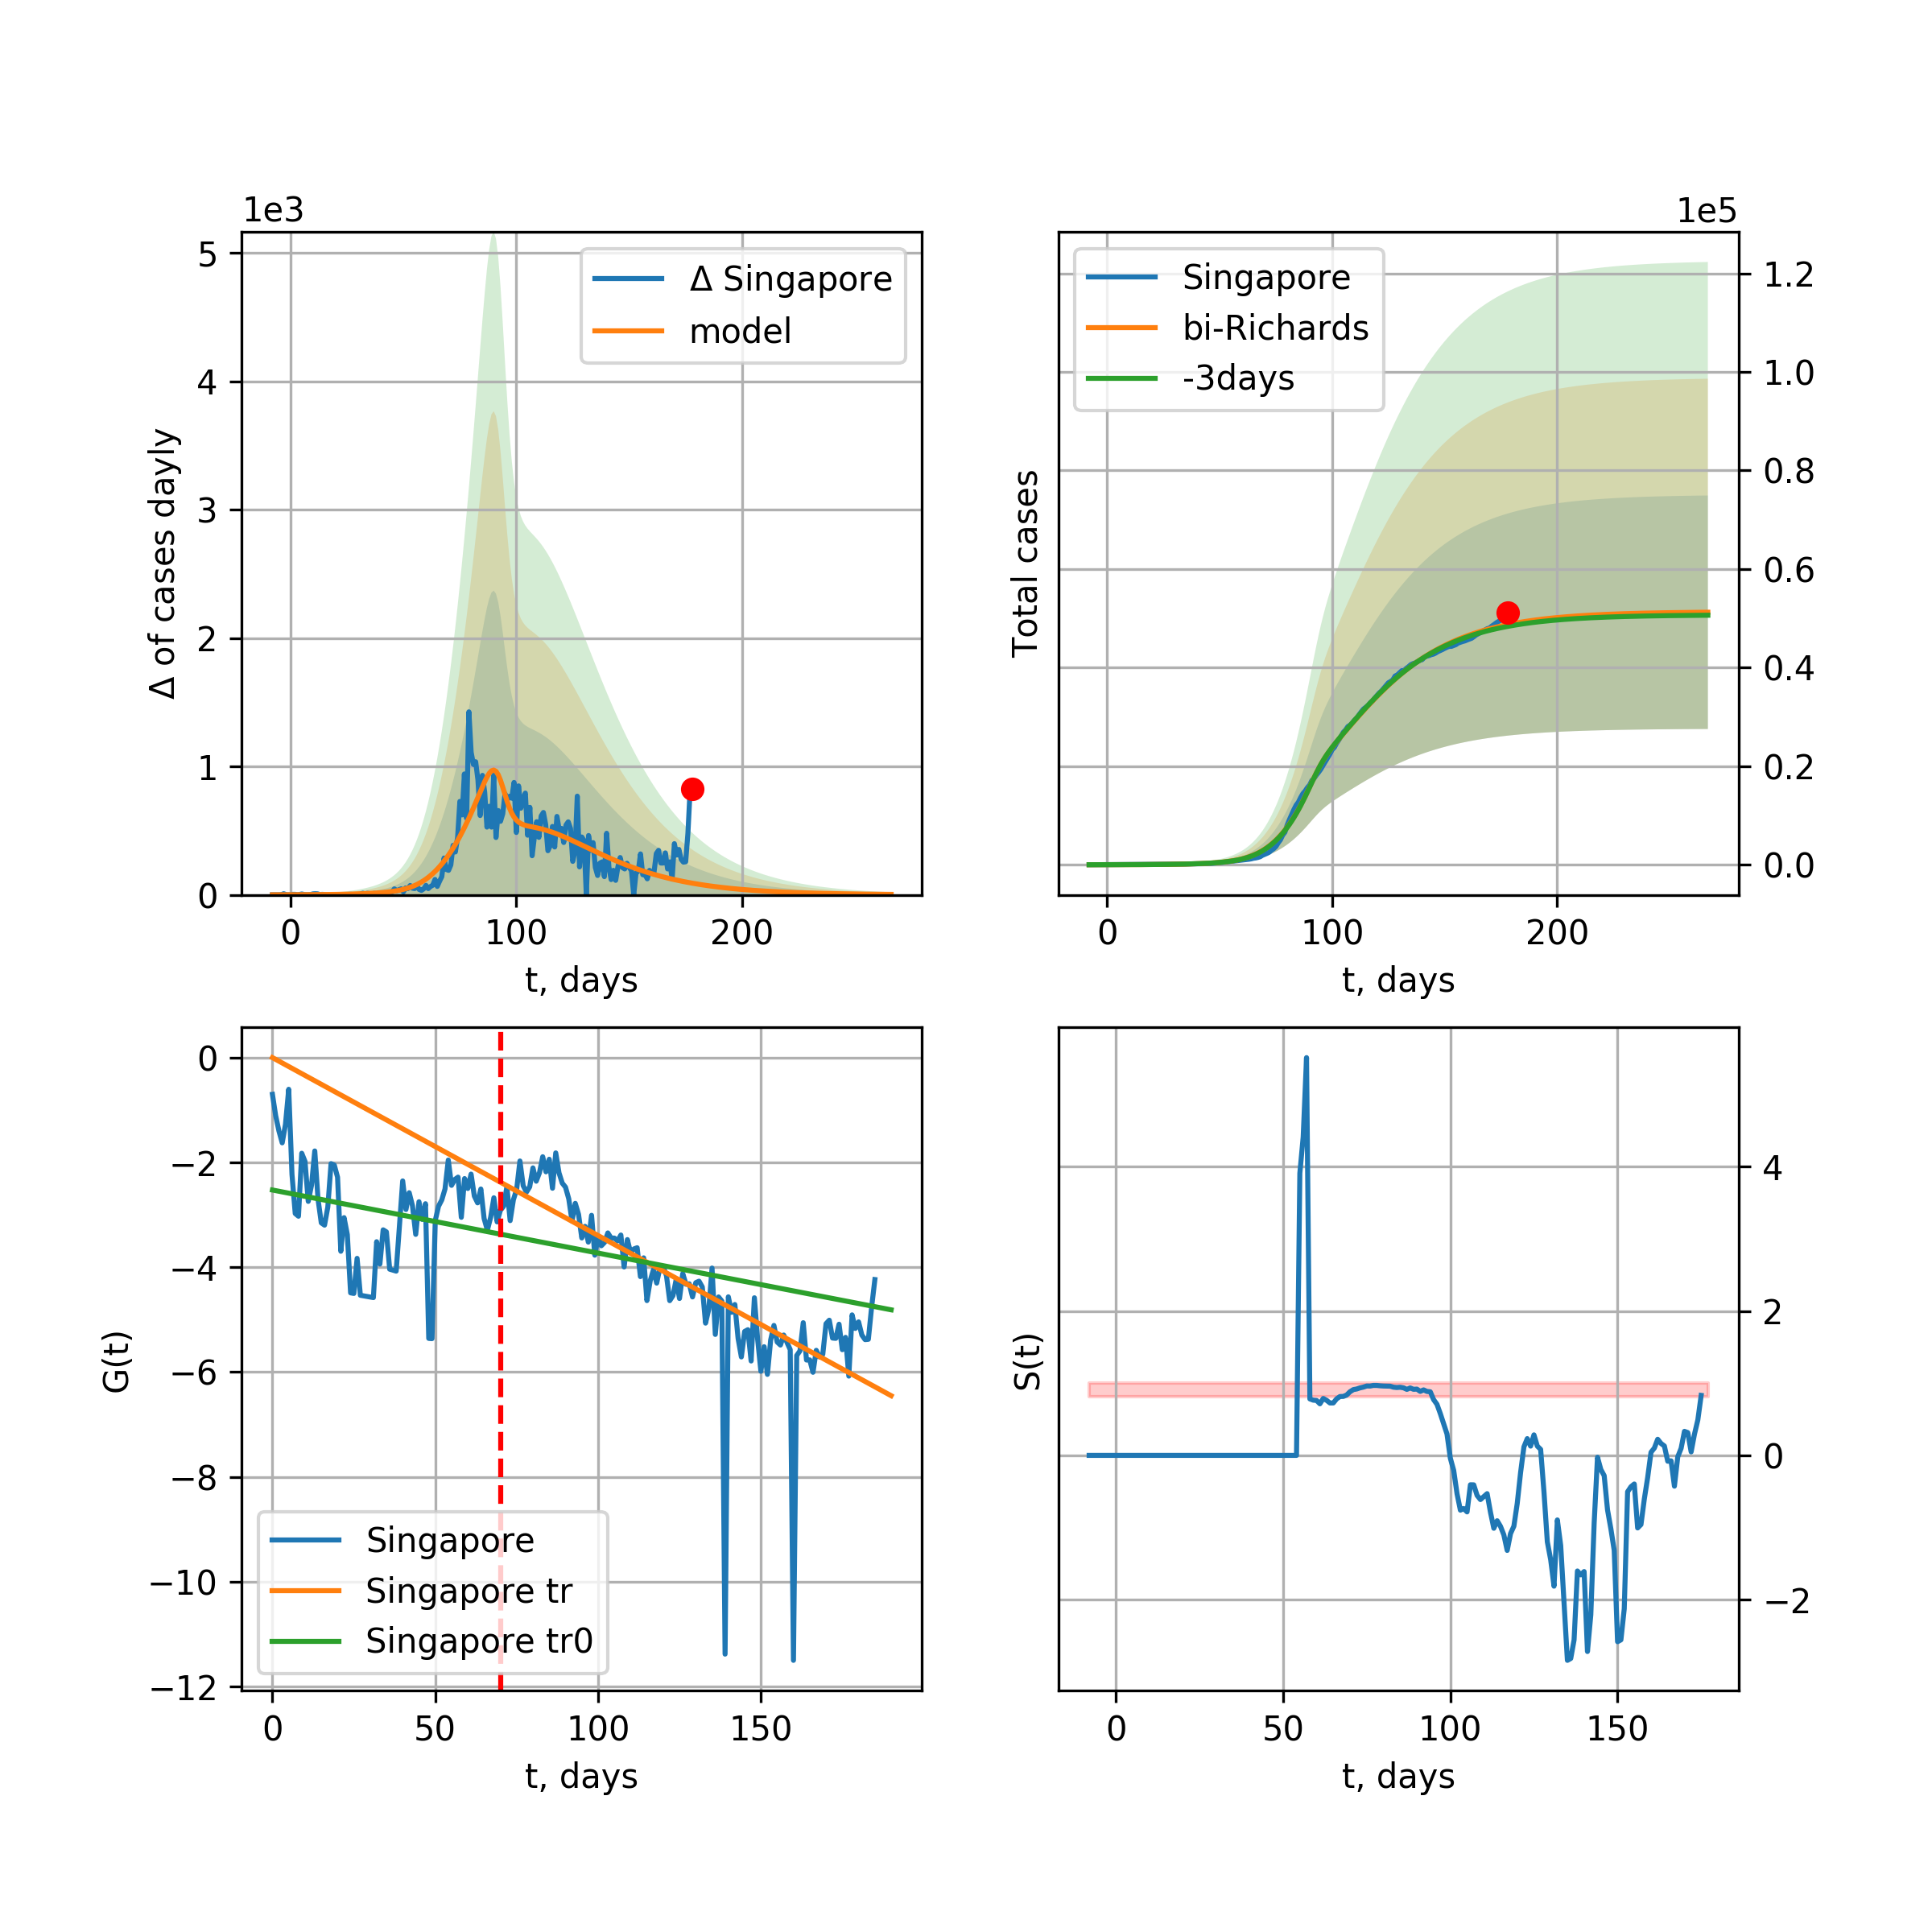 1e3
5
4
3
2
1
0
Δ of cases dayly
Δ Singapore
model
0 100 200
t, days
1e5
Total cases
Singapore
bi-Richards
-3days
1.2
1.0
0.8
0.6
0.4
0.2
0.0
0 100 200
t, days
0
−2
−4
−6
−8
−10
−12
G(t)
Singapore
Singapore tr
Singapore tr0
0 50 100 150
t, days
S(t)
4
2
0
−2
0 50 100 150
t, days